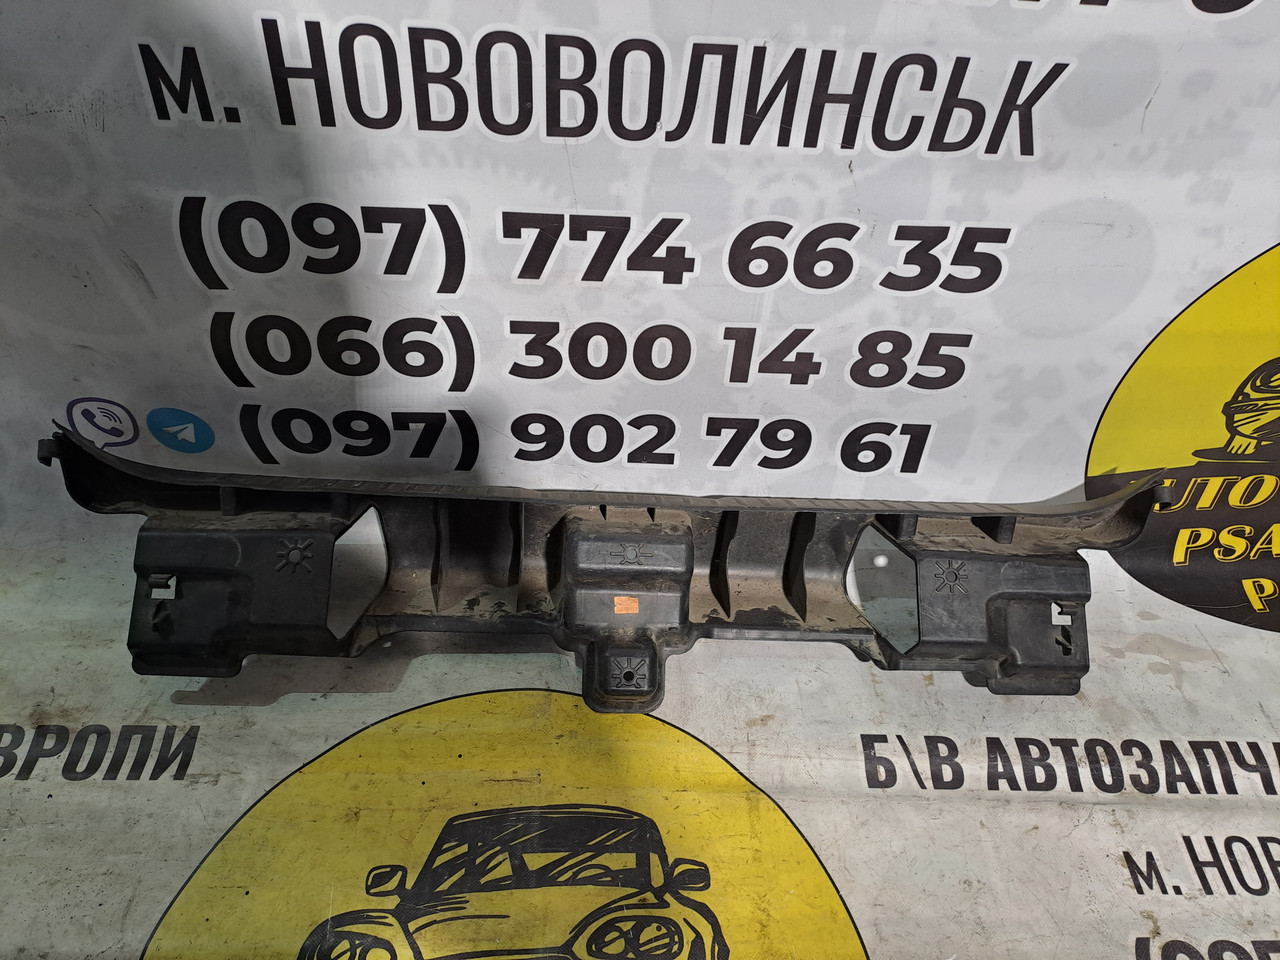 м. НОВОВОЛИНСЬК
(097) 774 66 35
(066) 300 14 85
(097) 902 79 61
PSA
P
ВРОПИ
Б\В АВТОЗАПЧ
м. НОВ